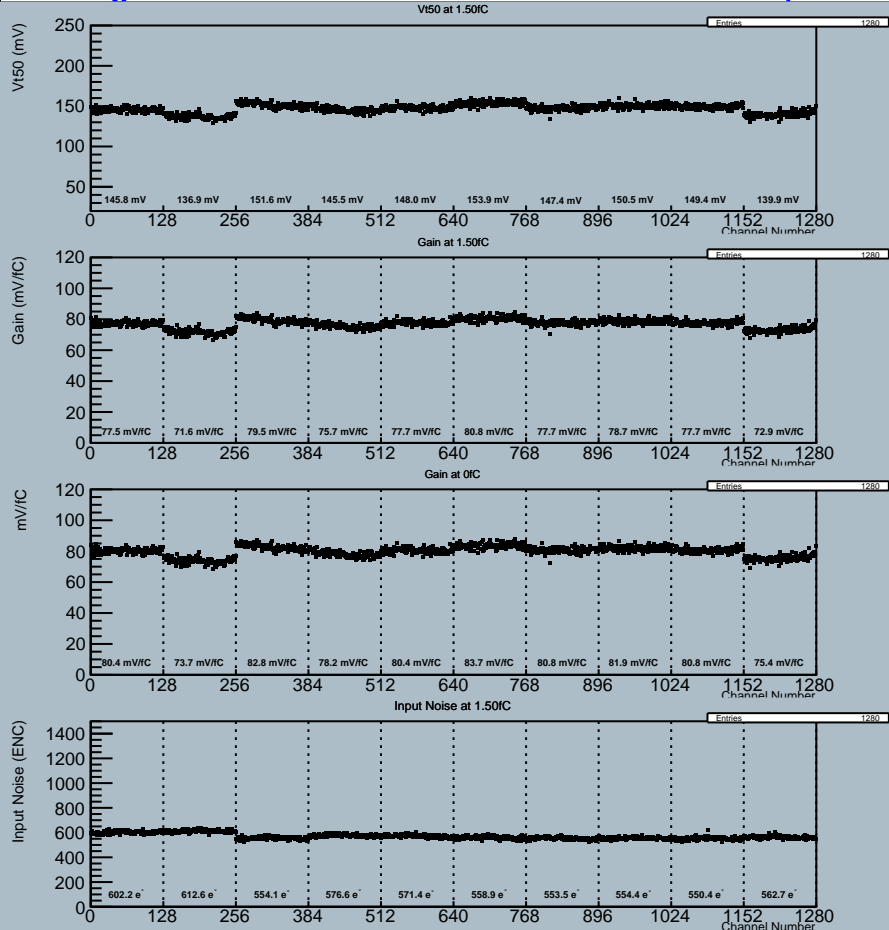 Vt50 at 1.50fC
Entries 1280
Vt50 (mV)
250
200
150
100
50
145.8 mV 136.9 mV 151.6 mV 145.5 mV 148.0 mV 153.9 mV 147.4 mV 150.5 mV 149.4 mV 139.9 mV
0 128 256 384 512 640 768 896 1024 1152 1280
Channel Number
Gain at 1.50fC
Entries 1280
Gain (mV/fC)
120
100
80
60
40
20
0
77.5 mV/fC 71.6 mV/fC 79.5 mV/fC 75.7 mV/fC 77.7 mV/fC 80.8 mV/fC 77.7 mV/fC 78.7 mV/fC 77.7 mV/fC 72.9 mV/fC
0 128 256 384 512 640 768 896 1024 1152 1280
Channel Number
Gain at 0fC
Entries 1280
mV/fC
120
100
80
60
40
20
0
80.4 mV/fC 73.7 mV/fC 82.8 mV/fC 78.2 mV/fC 80.4 mV/fC 83.7 mV/fC 80.8 mV/fC 81.9 mV/fC 80.8 mV/fC 75.4 mV/fC
0 128 256 384 512 640 768 896 1024 1152 1280
Channel Number
Input Noise at 1.50fC
Entries 1280
Input Noise (ENC)
1400
1200
1000
800
600
400
200
0
602.2 e⁻ 612.6 e⁻ 554.1 e⁻ 576.6 e⁻ 571.4 e⁻ 558.9 e⁻ 553.5 e⁻ 554.4 e⁻ 550.4 e⁻ 562.7 e⁻
0 128 256 384 512 640 768 896 1024 1152 1280
Channel Number